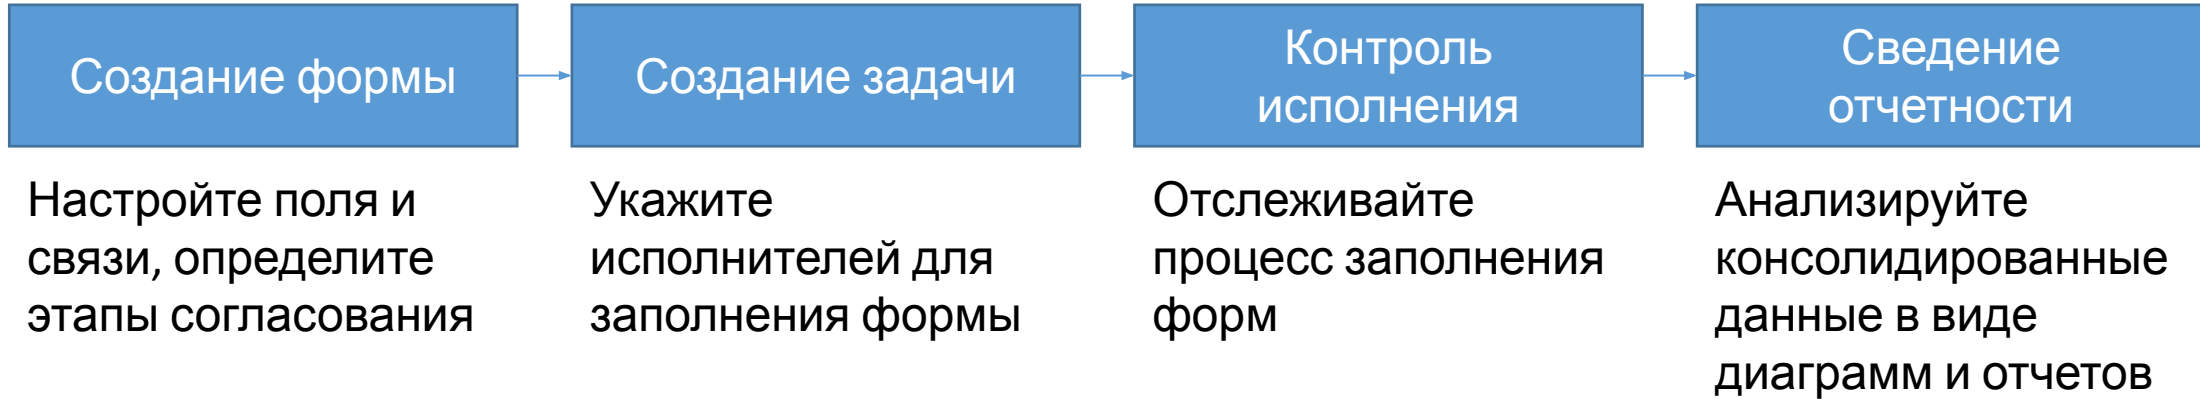 Создание формы
Создание задачи
Контроль
исполнения
Сведение
отчетности
Настройте поля и
связи, определите
этапы согласования
Укажите
исполнителей для
заполнения формы
Отслеживайте
процесс заполнения
форм
Анализируйте
консолидированные
данные в виде
диаграмм и отчетов